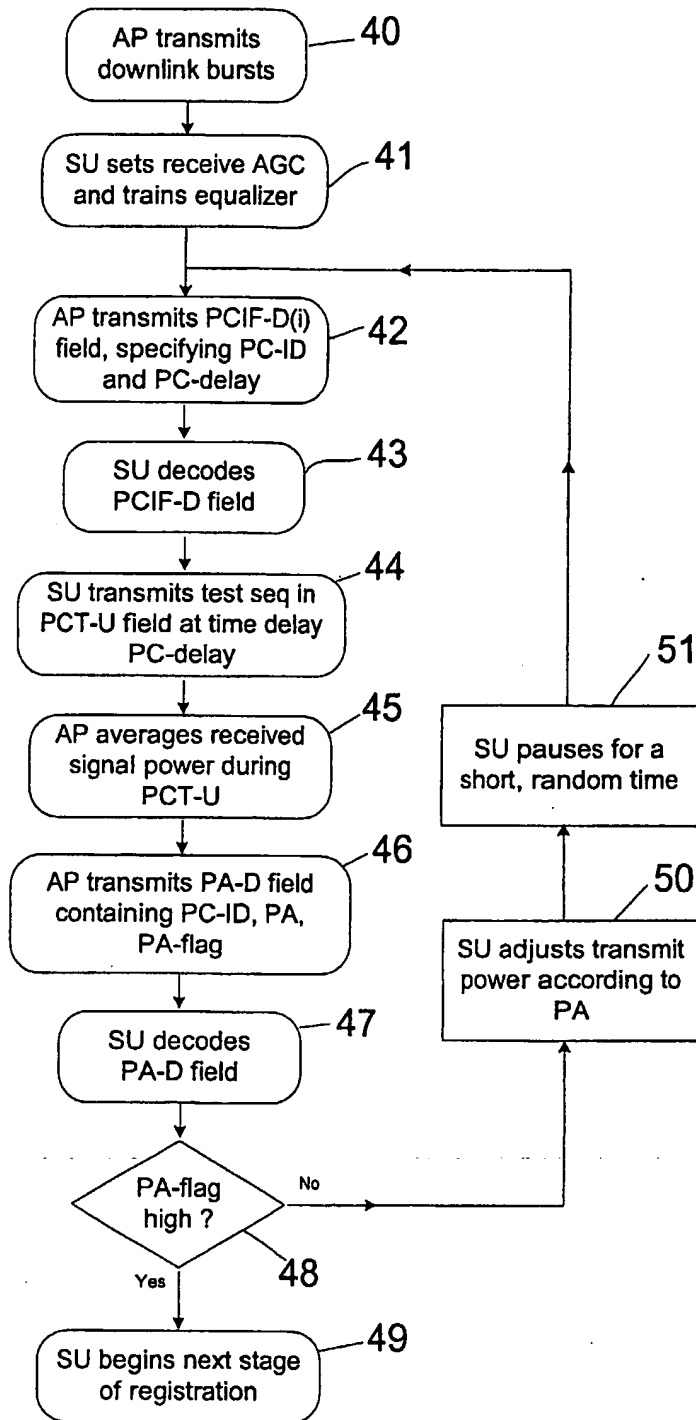 AP transmits
downlink bursts
40
SU sets receive AGC
and trains equalizer
41
AP transmits PCIF-D(i)
field, specifying PC-ID
and PC-delay
42
SU decodes
PCIF-D field
43
SU transmits test seq in
PCT-U field at time delay
PC-delay
44
AP averages received
signal power during
PCT-U
45
AP transmits PA-D field
containing PC-ID, PA,
PA-flag
46
SU decodes
PA-D field
47
PA-flag
high ?
48
No
Yes
SU begins next stage
of registration
49
SU adjusts transmit
power according to
PA
50
SU pauses for a
short, random time
51